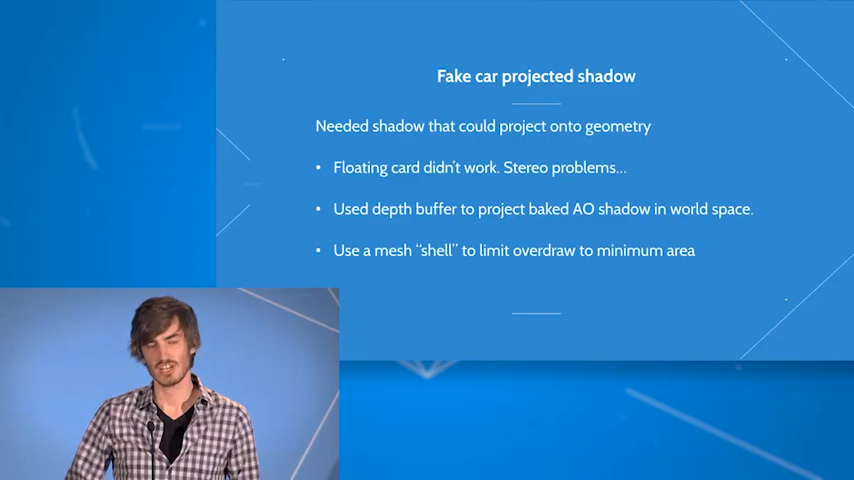 Fake car projected shadow
Needed shadow that could project onto geometry
• Floating card didn't work. Stereo problems...
• Used depth buffer to project baked AO shadow in world space.
• Use a mesh “shell” to limit overdraw to minimum area